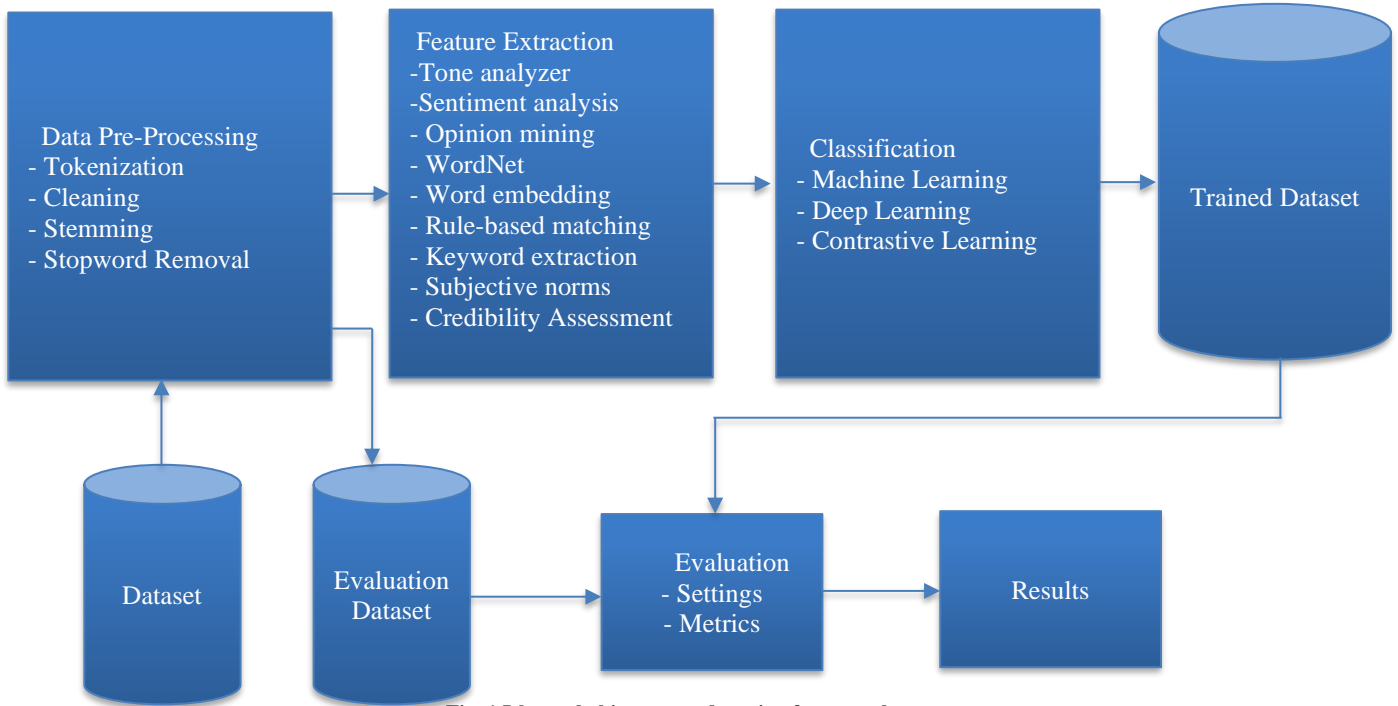 Data Pre-Processing
- Tokenization
- Cleaning
- Stemming
- Stopword Removal
Feature Extraction
-Tone analyzer
-Sentiment analysis
- Opinion mining
- WordNet
- Word embedding
- Rule-based matching
- Keyword extraction
- Subjective norms
- Credibility Assessment
Classification
- Machine Learning
- Deep Learning
- Contrastive Learning
Trained Dataset
Dataset
Evaluation
Dataset
Evaluation
- Settings
- Metrics
Results